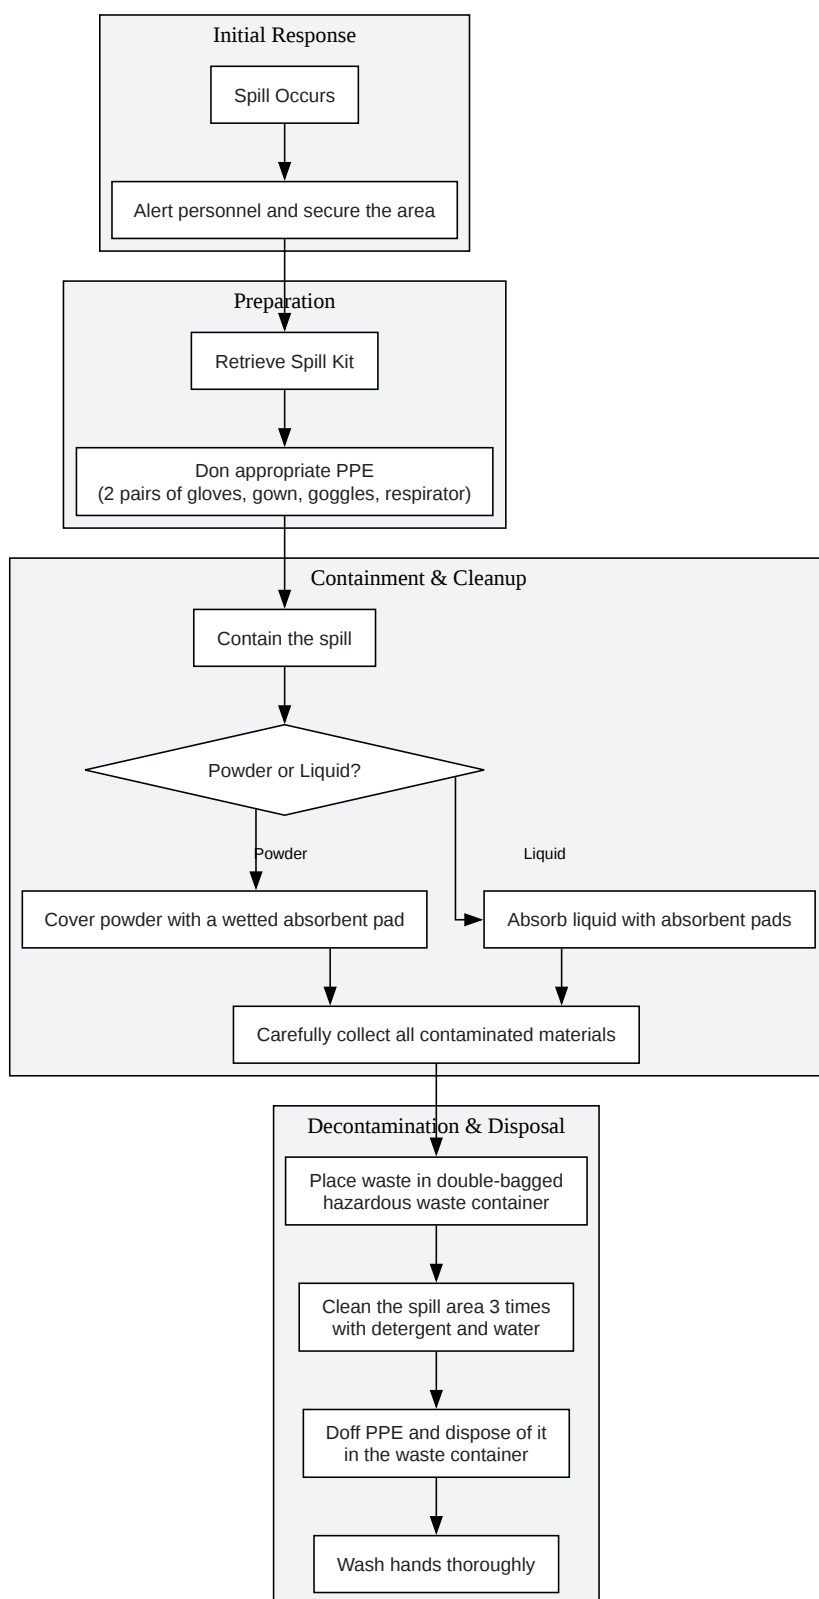 Initial Response
Spill Occurs
Alert personnel and secure the area
Preparation
Retrieve Spill Kit
Don appropriate PPE
(2 pairs of gloves, gown, goggles, respirator)
Containment & Cleanup
Contain the spill
Powder or Liquid?
Powder
Liquid
Cover powder with a wetted absorbent pad
Absorb liquid with absorbent pads
Carefully collect all contaminated materials
Decontamination & Disposal
Place waste in double-bagged
hazardous waste container
Clean the spill area 3 times
with detergent and water
Doff PPE and dispose of it
in the waste container
Wash hands thoroughly